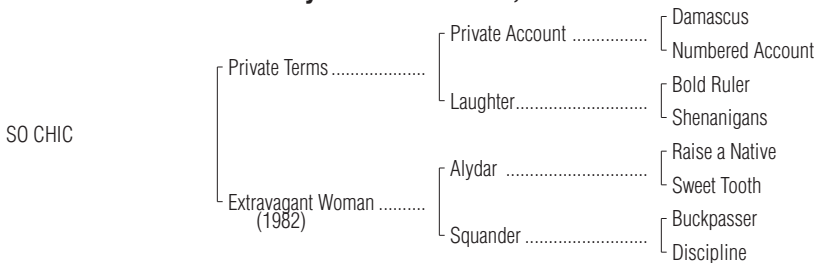 Damascus
Private Account ...............
Numbered Account
Private Terms .....................
Bold Ruler
Laughter...........................
Shenanigans
SO CHIC
Raise a Native
Alydar .............................
Sweet Tooth
Extravagant Woman ..........
(1982)
Buckpasser
Squander .........................
Discipline